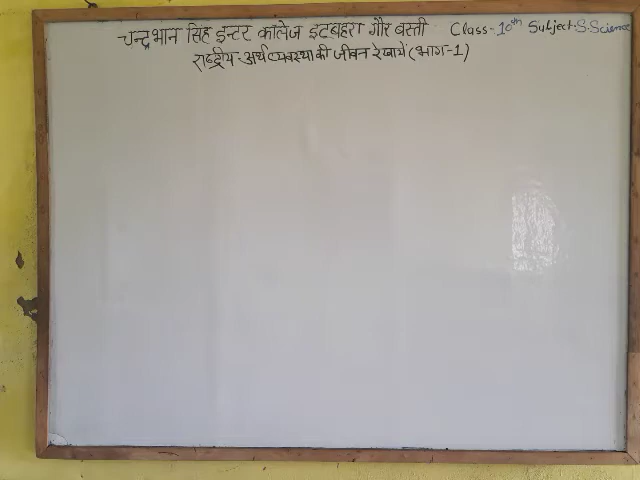 चन्द्रभान सिंह इन्टर कॉलेज इटबहरा गौर बस्ती Class-10th Subject:S.Science
राष्ट्रीय-अर्थव्यवस्था की जीवन रेखायें (भाग-1)